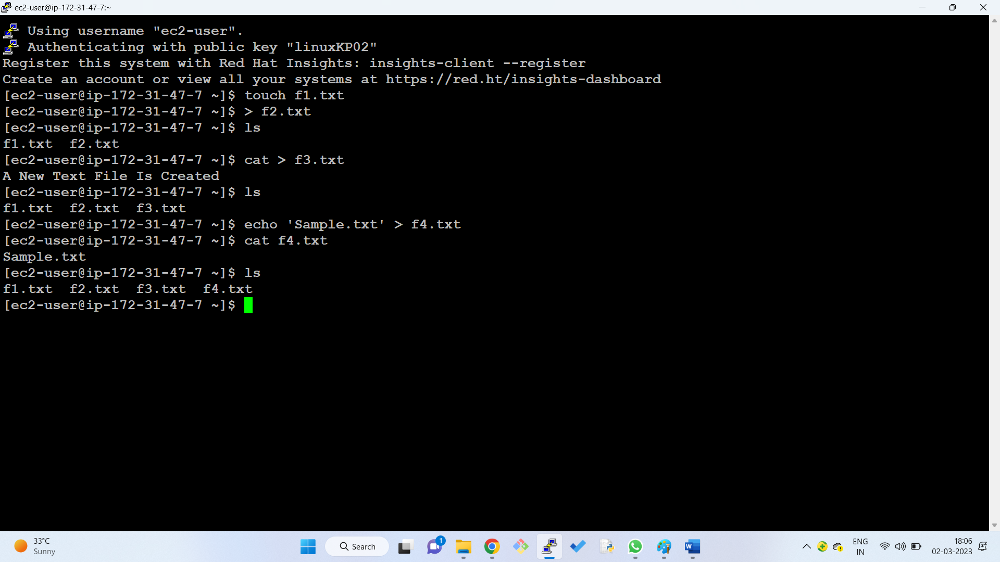 ec2-user@ip-172-31-47-7:~
Using username "ec2-user".
Authenticating with public key "linuxKP02"
Register this system with Red Hat Insights: insights-client --register
Create an account or view all your systems at https://red.ht/insights-dashboard
[ec2-user@ip-172-31-47-7 ~]$ touch f1.txt
[ec2-user@ip-172-31-47-7 ~]$ > f2.txt
[ec2-user@ip-172-31-47-7 ~]$ ls
f1.txt  f2.txt
[ec2-user@ip-172-31-47-7 ~]$ cat > f3.txt
A New Text File Is Created
[ec2-user@ip-172-31-47-7 ~]$ ls
f1.txt  f2.txt  f3.txt
[ec2-user@ip-172-31-47-7 ~]$ echo 'Sample.txt' > f4.txt
[ec2-user@ip-172-31-47-7 ~]$ cat f4.txt
Sample.txt
[ec2-user@ip-172-31-47-7 ~]$ ls
f1.txt  f2.txt  f3.txt  f4.txt
[ec2-user@ip-172-31-47-7 ~]$
33°C
Sunny
Search
1
W
ENG
IN
18:06
02-03-2023